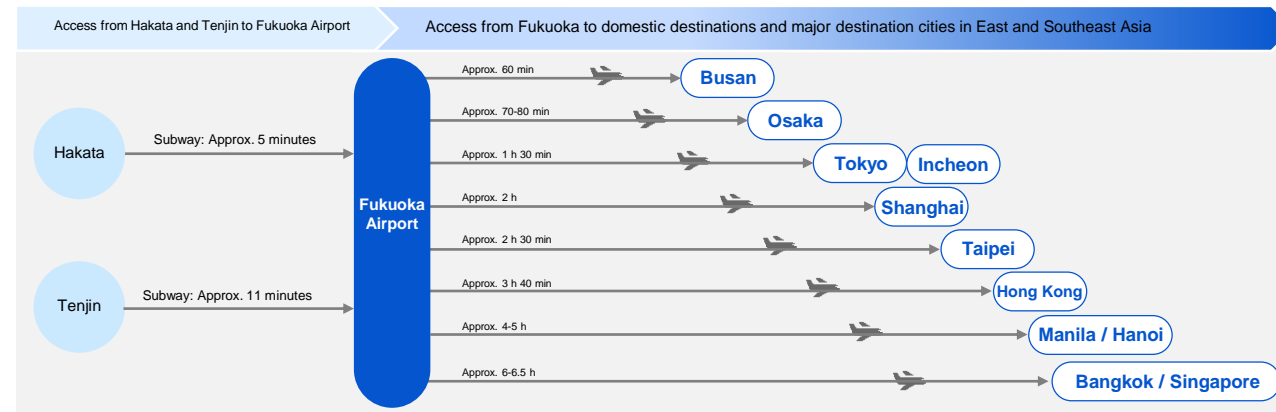 Access from Hakata and Tenjin to Fukuoka Airport
Access from Fukuoka to domestic destinations and major destination cities in East and Southeast Asia
Hakata
Subway: Approx. 5 minutes
Tenjin
Subway: Approx. 11 minutes
Fukuoka
Airport
Approx. 60 min
Busan
Approx. 70-80 min
Osaka
Approx. 1 h 30 min
Tokyo
Incheon
Approx. 2 h
Shanghai
Approx. 2 h 30 min
Taipei
Approx. 3 h 40 min
Hong Kong
Approx. 4-5 h
Manila / Hanoi
Approx. 6-6.5 h
Bangkok / Singapore